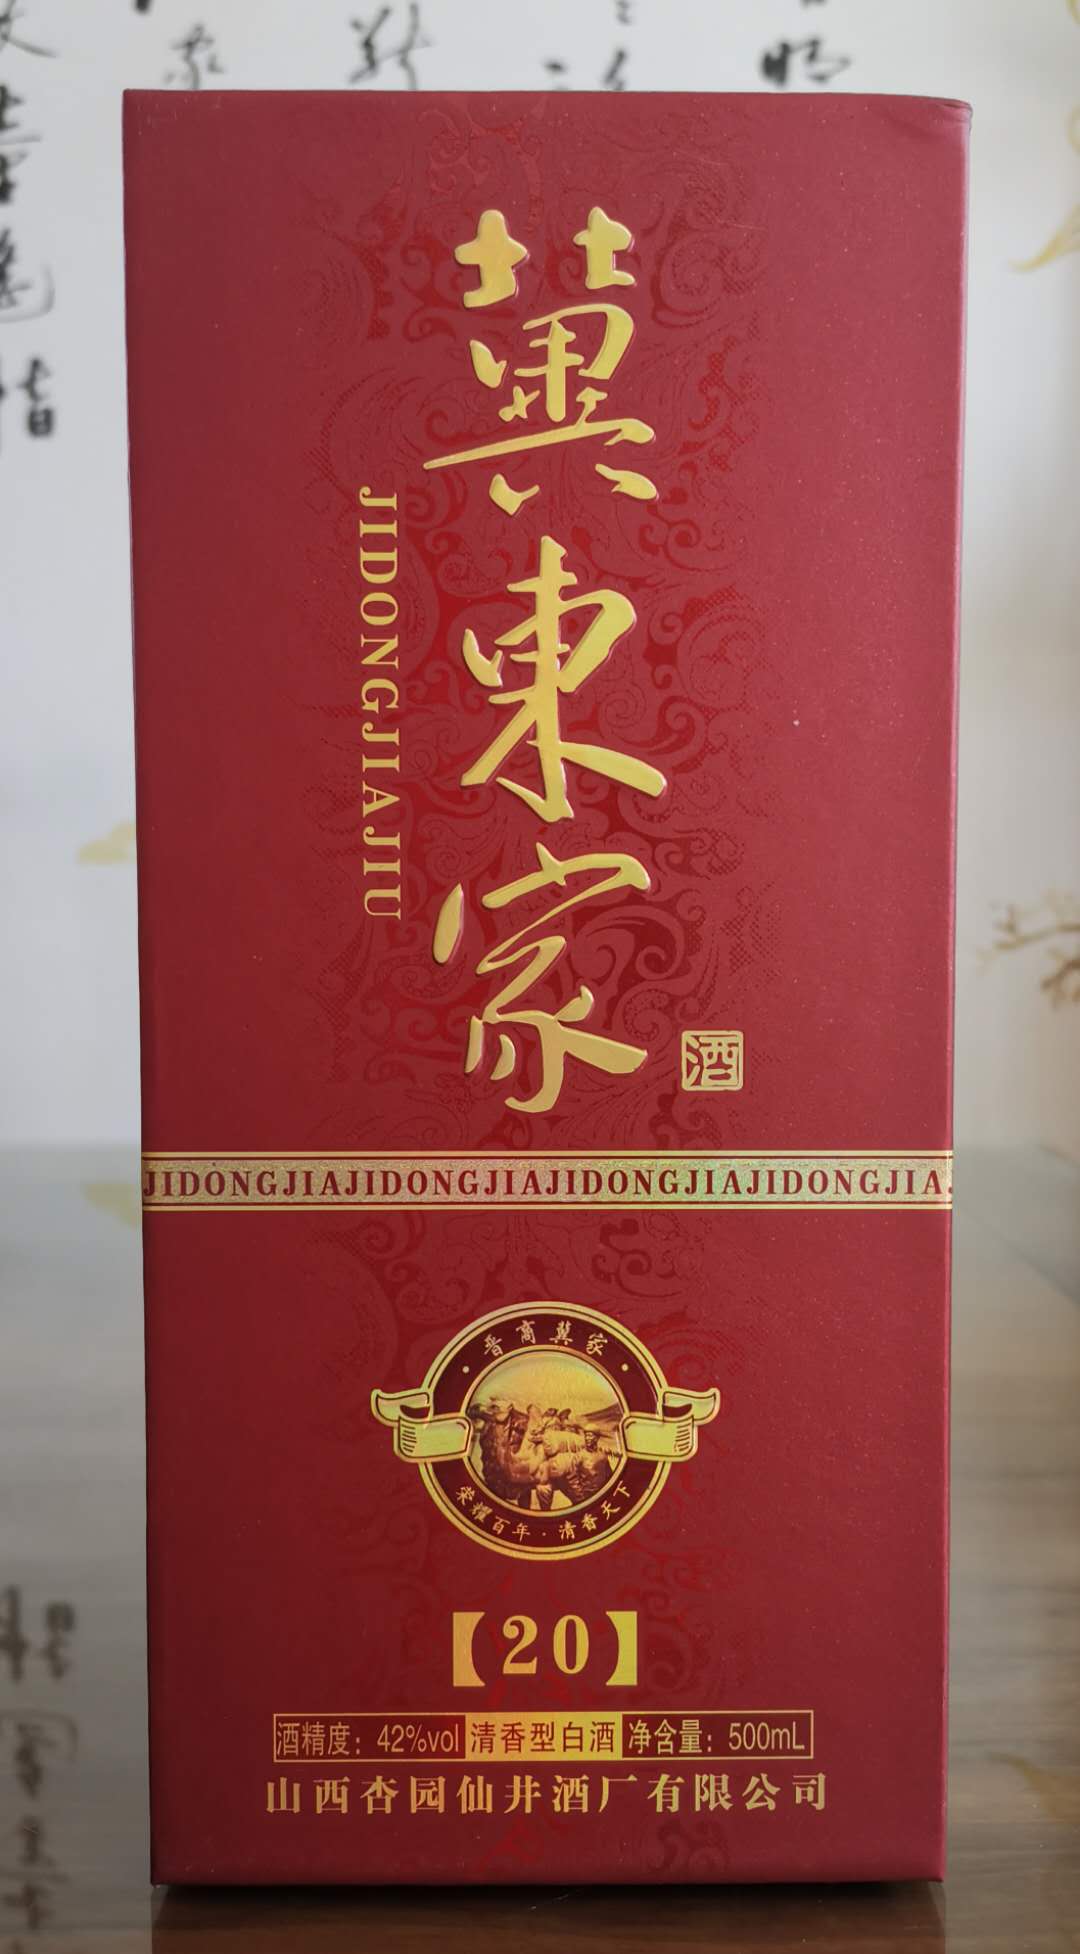 冀東家
JIDONGJIAJIU
酒
JIDONGJIAJIDONGJIAJIDONGJIAJIDONGJIA
晋商冀家
荣耀百年·清香天下
【20】
酒精度：42%vol 清香型白酒 净含量：500mL
山西杏园仙井酒厂有限公司